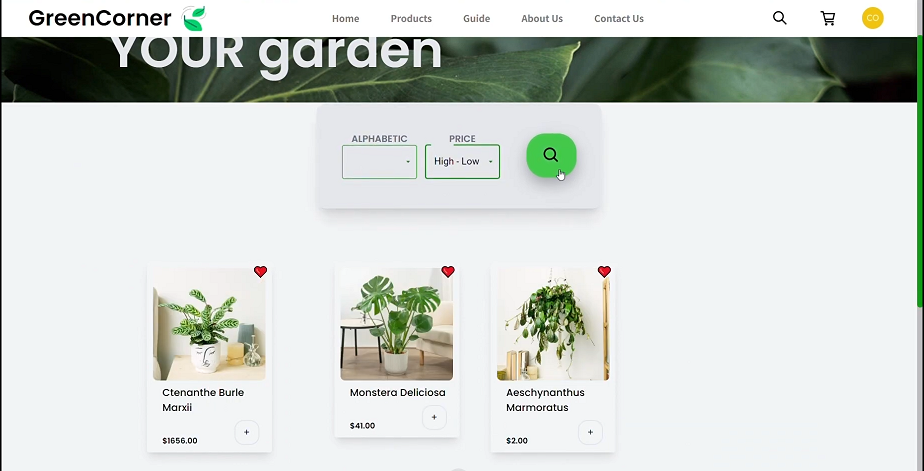 GreenCorner
Home Products Guide About Us Contact Us
CO
YOUR garden
ALPHABETIC PRICE
High - Low
Ctenanthe Burle
Marxii
$1656.00
+
Monstera Deliciosa
$41.00
+
Aeschynanthus
Marmoratus
$2.00
+